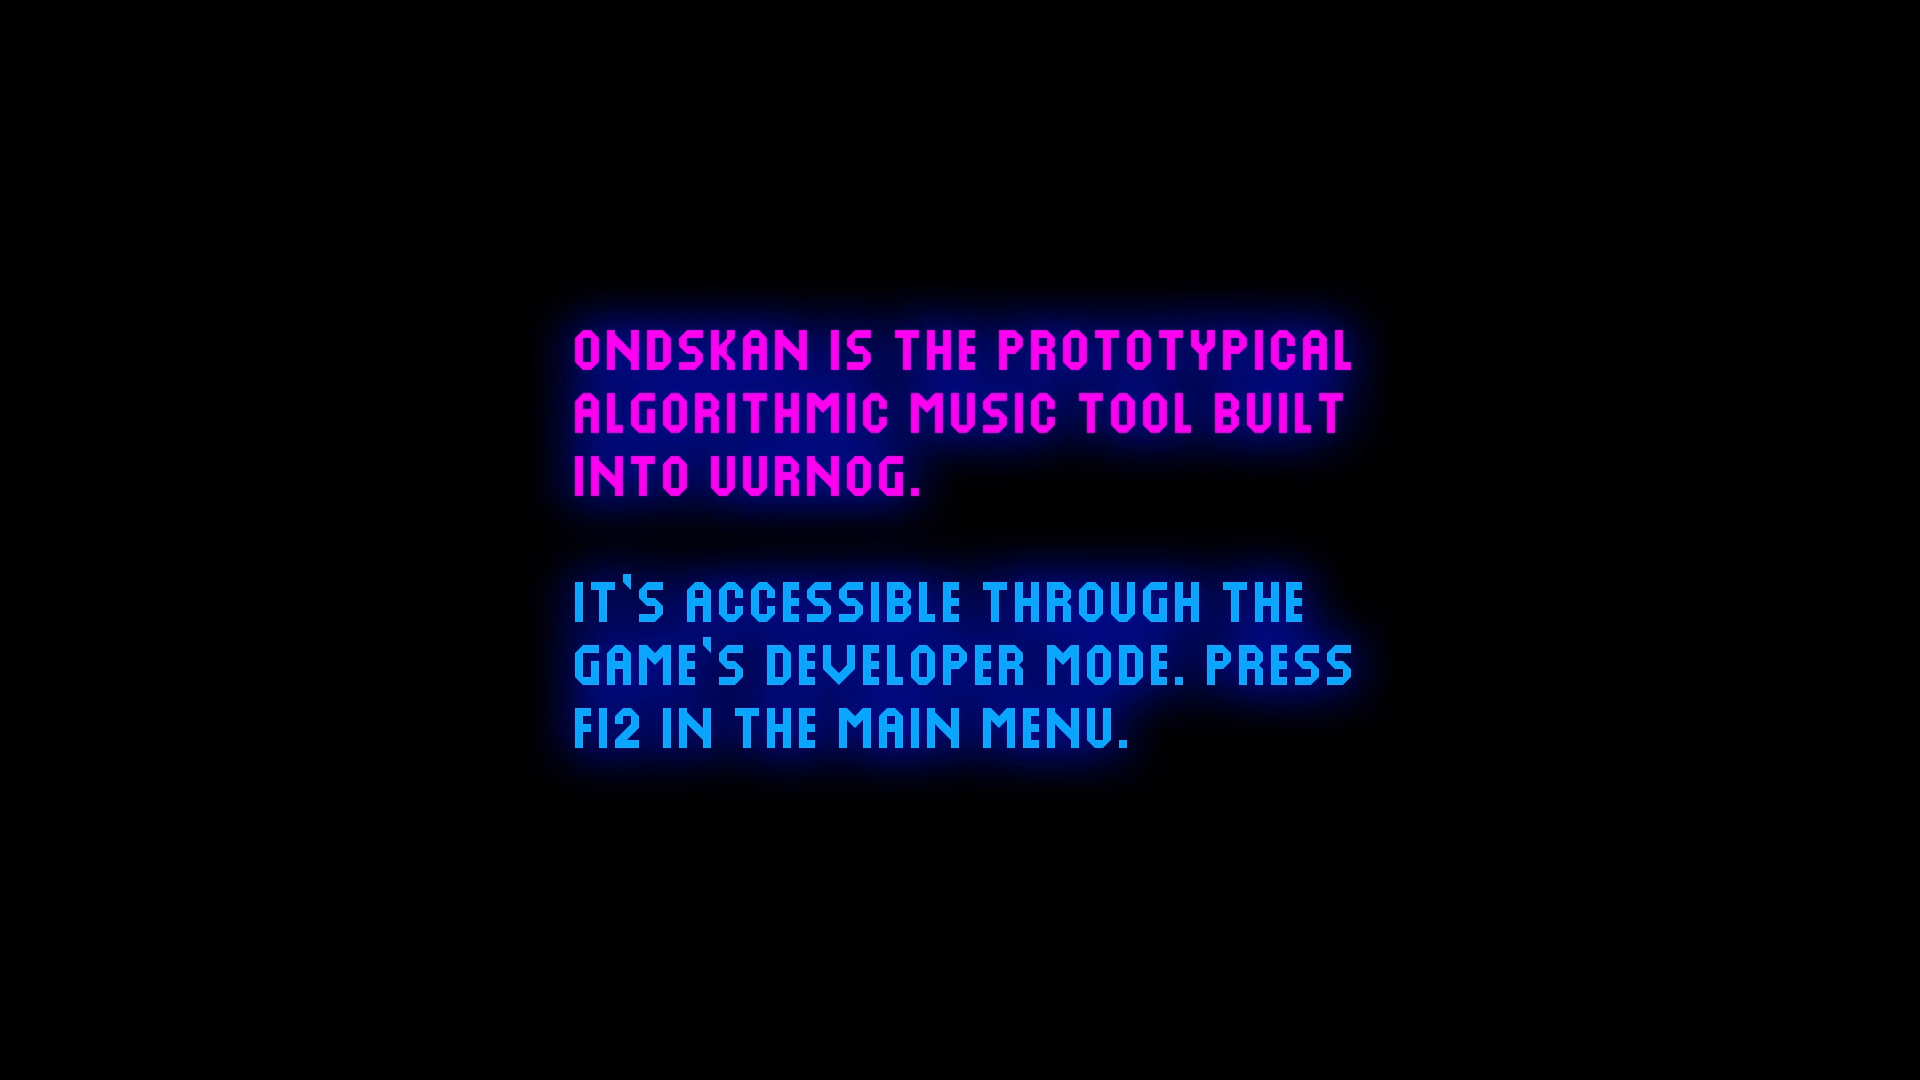 ONDSKAN IS THE PROTOTYPICAL
ALGORITHMIC MUSIC TOOL BUILT
INTO UURNOG.
IT'S ACCESSIBLE THROUGH THE
GAME'S DEVELOPER MODE. PRESS
F12 IN THE MAIN MENU.